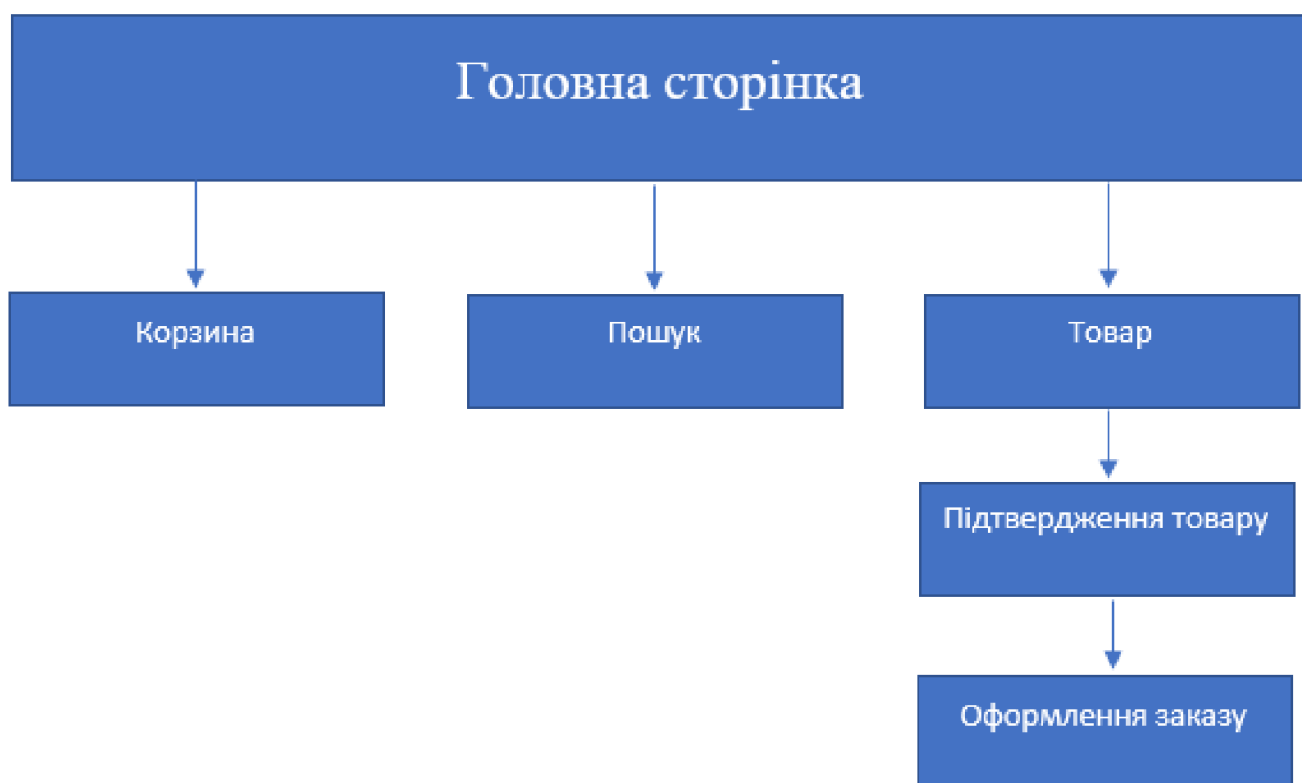 Головна сторінка
Корзина
Пошук
Товар
Підтвердження товару
Оформлення заказу